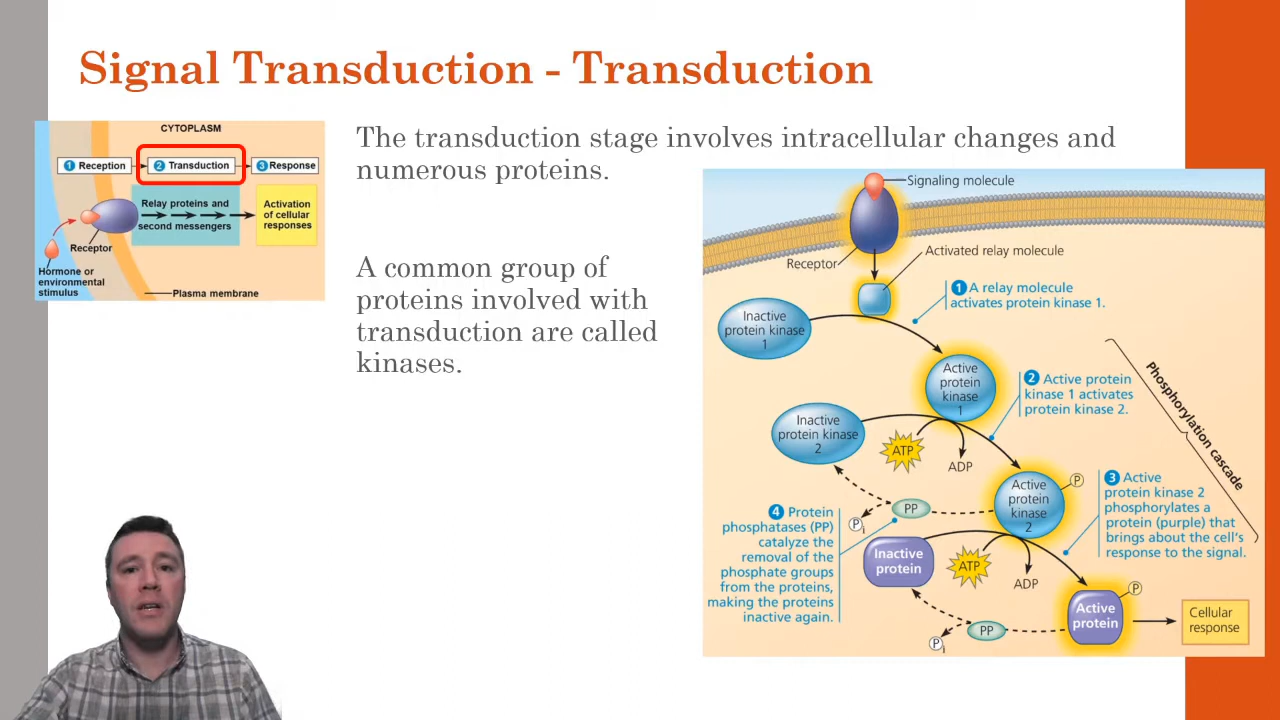 Signal Transduction - Transduction
CYTOPLASM
1 Reception
2 Transduction
3 Response
Relay proteins and
second messengers
Activation
of cellular
responses
Receptor
Hormone or
environmental
stimulus
Plasma membrane
The transduction stage involves intracellular changes and
numerous proteins.
A common group of
proteins involved with
transduction are called
kinases.
Signaling molecule
Receptor
Activated relay molecule
1 A relay molecule
activates protein kinase 1.
Inactive
protein kinase
1
Active
protein
kinase
1
2 Active protein
kinase 1 activates
protein kinase 2.
Inactive
protein kinase
2
ATP
ADP
Active
protein
kinase
2
P
Phosphorylation cascade
3 Active
protein kinase 2
phosphorylates a
protein (purple) that
brings about the cell's
response to the signal.
PP
Pi
4 Protein
phosphatases (PP)
catalyze the
removal of the
phosphate groups
from the proteins,
making the proteins
inactive again.
Inactive
protein
ATP
ADP
Active
protein
P
PP
Pi
Cellular
response